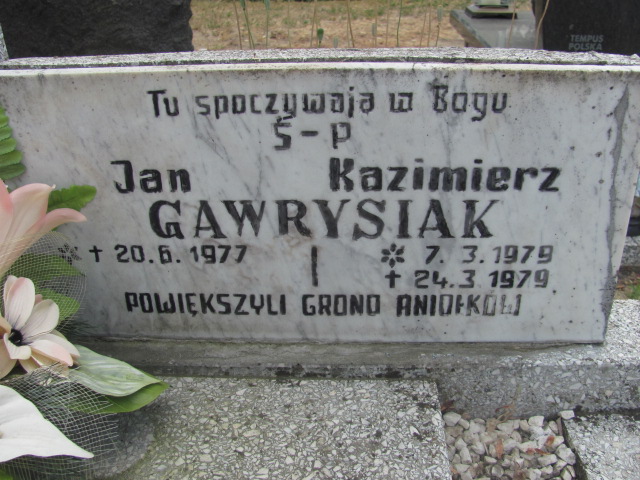 TEMPUS
POLSKA
Tu spoczywają w Bogu
Ś-P
Jan Kazimierz
GAWRYSIAK
* + 20.6.1977 * 7.3.1979
+ 24.3 1979
POWIĘKSZYLI GRONO ANIOŁKÓW